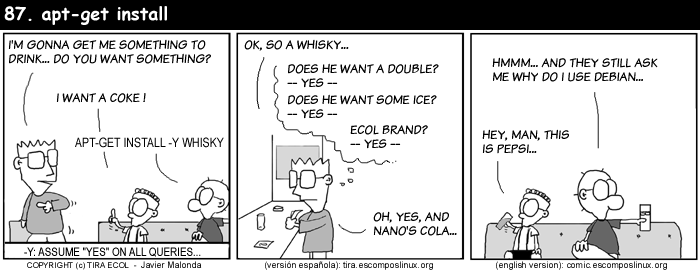 87. apt-get install
I'M GONNA GET ME SOMETHING TO
DRINK... DO YOU WANT SOMETHING?
I WANT A COKE !
APT-GET INSTALL -Y WHISKY
-Y: ASSUME "YES" ON ALL QUERIES...
OK, SO A WHISKY...
DOES HE WANT A DOUBLE?
-- YES --
DOES HE WANT SOME ICE?
-- YES --
ECOL BRAND?
-- YES --
OH, YES, AND
NANO'S COLA...
HMMM... AND THEY STILL ASK
ME WHY DO I USE DEBIAN...
HEY, MAN, THIS
IS PEPSI...
COPYRIGHT (c) TIRA ECOL - Javier Malonda
(versión española): tira.escomposlinux.org
(english version): comic.escomposlinux.org